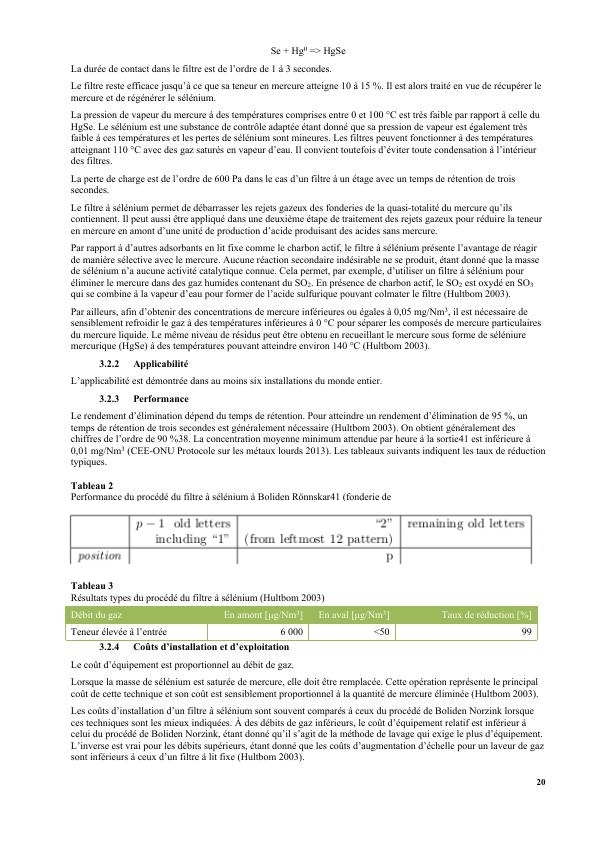 Se + Hg⁰ => HgSe
La durée de contact dans le filtre est de l'ordre de 1 à 3 secondes.
Le filtre reste efficace jusqu'à ce que sa teneur en mercure atteigne 10 à 15 %. Il est alors traité en vue de récupérer le
mercure et de régénérer le sélénium.
La pression de vapeur du mercure à des températures comprises entre 0 et 100 °C est très faible par rapport à celle du
HgSe. Le sélénium est une substance de contrôle adaptée étant donné que sa pression de vapeur est également très
faible à ces températures et les pertes de sélénium sont mineures. Les filtres peuvent fonctionner à des températures
atteignant 110 °C avec des gaz saturés en vapeur d'eau. Il convient toutefois d'éviter toute condensation à l'intérieur
des filtres.
La perte de charge est de l'ordre de 600 Pa dans le cas d'un filtre à un étage avec un temps de rétention de trois
secondes.
Le filtre à sélénium permet de débarrasser les rejets gazeux des fonderies de la quasi-totalité du mercure qu'ils
contiennent. Il peut aussi être appliqué dans une deuxième étape de traitement des rejets gazeux pour réduire la teneur
en mercure en amont d'une unité de production d'acide produisant des acides sans mercure.
Par rapport à d'autres adsorbants en lit fixe comme le charbon actif, le filtre à sélénium présente l'avantage de réagir
de manière sélective avec le mercure. Aucune réaction secondaire indésirable ne se produit, étant donné que la masse
de sélénium n'a aucune activité catalytique connue. Cela permet, par exemple, d'utiliser un filtre à sélénium pour
éliminer le mercure dans des gaz humides contenant du SO₂. En présence de charbon actif, le SO₂ est oxydé en SO₃
qui se combine à la vapeur d'eau pour former de l'acide sulfurique pouvant colmater le filtre (Hultbom 2003).
Par ailleurs, afin d'obtenir des concentrations de mercure inférieures ou égales à 0,05 mg/Nm³, il est nécessaire de
sensiblement refroidir le gaz à des températures inférieures à 0 °C pour séparer les composés de mercure particulaires
du mercure liquide. Le même niveau de résidus peut être obtenu en recueillant le mercure sous forme de séléniure
mercurique (HgSe) à des températures pouvant atteindre environ 140 °C (Hultbom 2003).
3.2.2 Applicabilité
L'applicabilité est démontrée dans au moins six installations du monde entier.
3.2.3 Performance
Le rendement d'élimination dépend du temps de rétention. Pour atteindre un rendement d'élimination de 95 %, un
temps de rétention de trois secondes est généralement nécessaire (Hultbom 2003). On obtient généralement des
chiffres de l'ordre de 90 %38. La concentration moyenne minimum attendue par heure à la sortie41 est inférieure à
0,01 mg/Nm³ (CEE-ONU Protocole sur les métaux lourds 2013). Les tableaux suivants indiquent les taux de réduction
typiques.
Tableau 2
Performance du procédé du filtre à sélénium à Boliden Rönnskar41 (fonderie de
p − 1 old letters "2" remaining old letters
including "1" (from leftmost 12 pattern)
position p
Tableau 3
Résultats types du procédé du filtre à sélénium (Hultbom 2003)
Débit du gaz En amont [µg/Nm³] En aval [µg/Nm³] Taux de réduction [%]
Teneur élevée à l'entrée 6 000 <50 99
3.2.4 Coûts d'installation et d'exploitation
Le coût d'équipement est proportionnel au débit de gaz.
Lorsque la masse de sélénium est saturée de mercure, elle doit être remplacée. Cette opération représente le principal
coût de cette technique et son coût est sensiblement proportionnel à la quantité de mercure éliminée (Hultbom 2003).
Les coûts d'installation d'un filtre à sélénium sont souvent comparés à ceux du procédé de Boliden Norzink lorsque
ces techniques sont les mieux indiquées. À des débits de gaz inférieurs, le coût d'équipement relatif est inférieur à
celui du procédé de Boliden Norzink, étant donné qu'il s'agit de la méthode de lavage qui exige le plus d'équipement.
L'inverse est vrai pour les débits supérieurs, étant donné que les coûts d'augmentation d'échelle pour un laveur de gaz
sont inférieurs à ceux d'un filtre à lit fixe (Hultbom 2003).
20